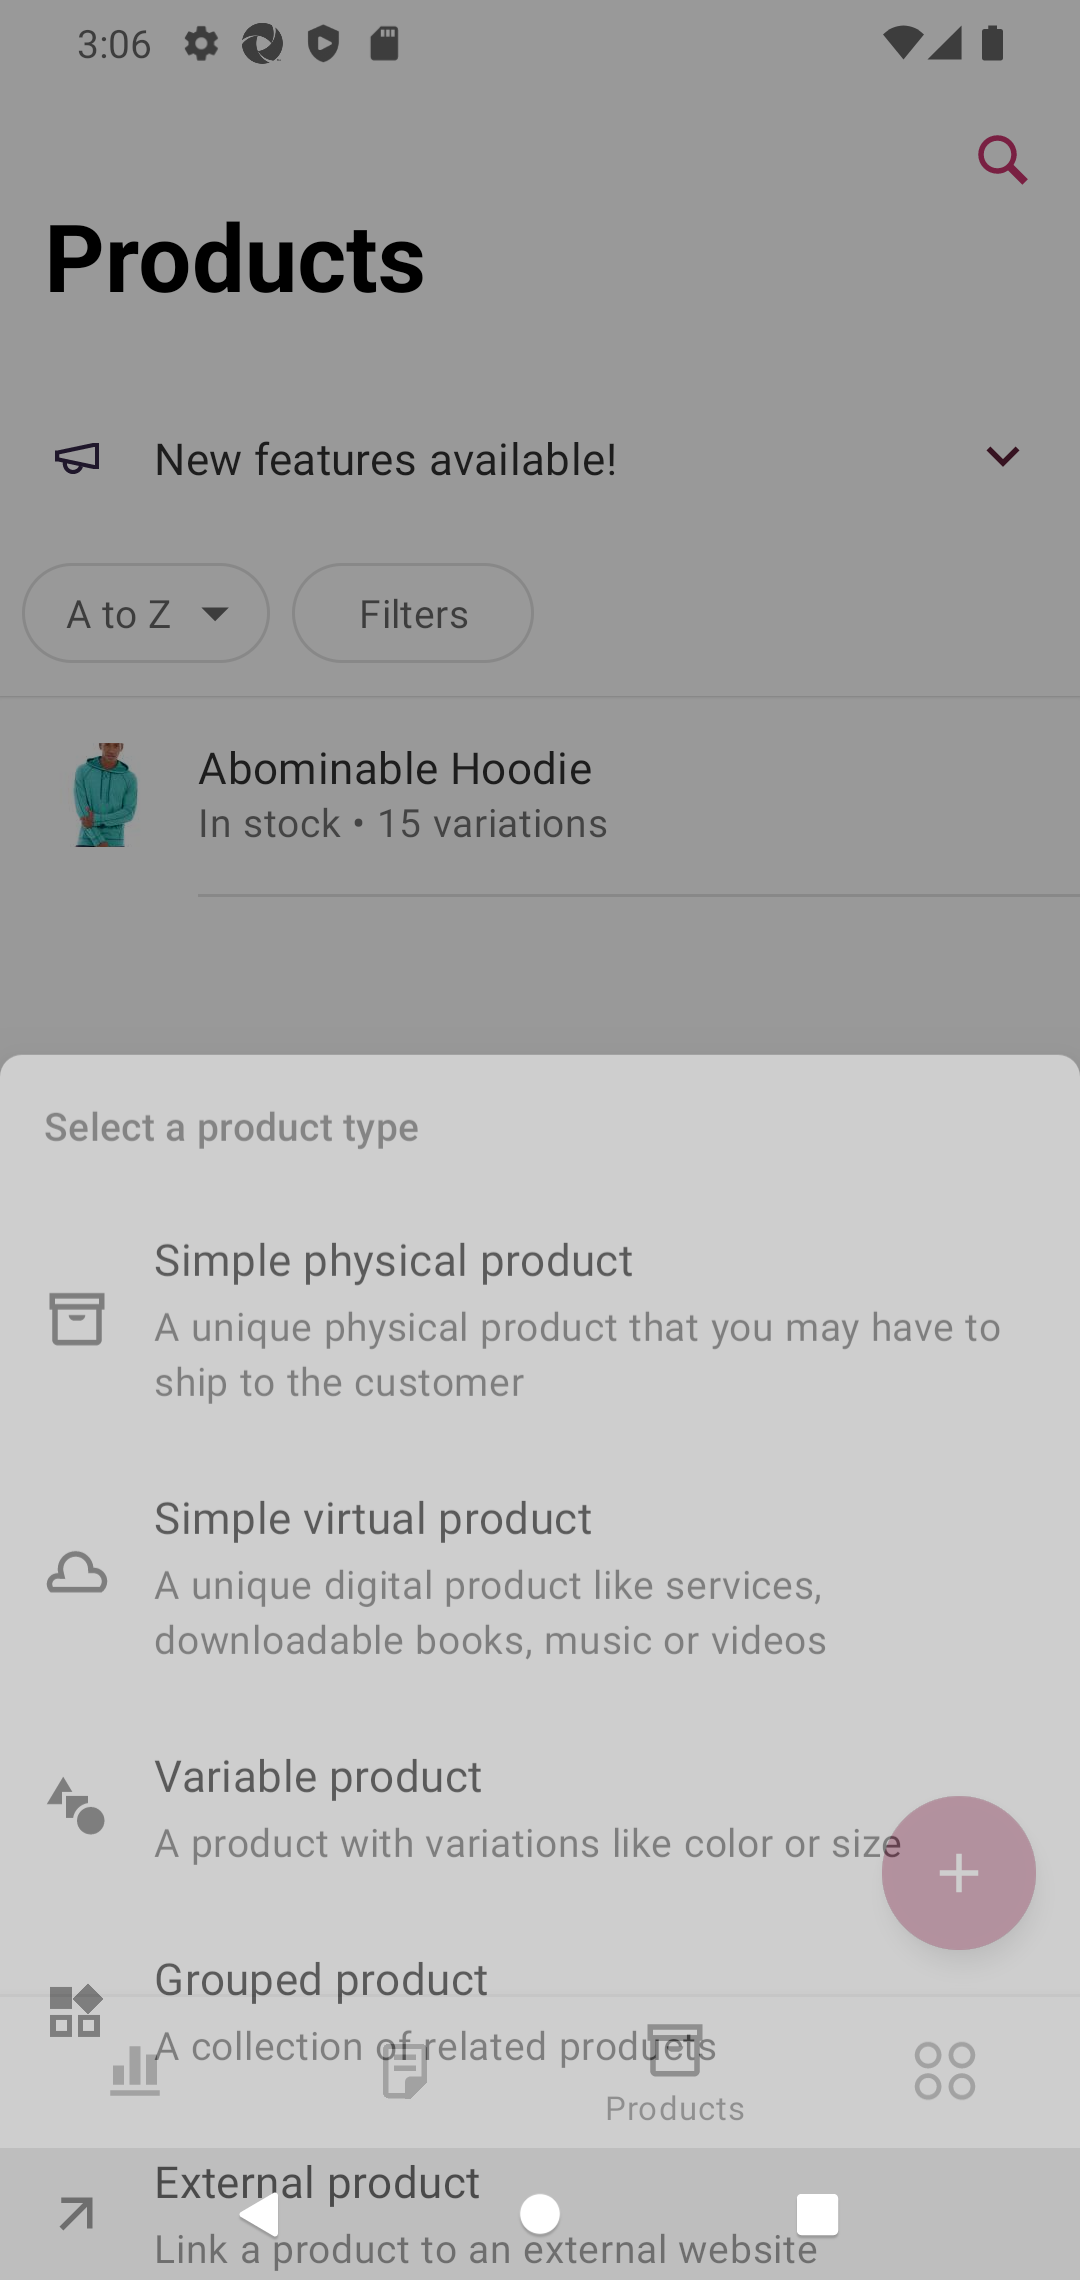 3:06
Products
New features available!
A to Z
Filters
Abominable Hoodie
In stock • 15 variations
Select a product type
Simple physical product
A unique physical product that you may have to
ship to the customer
Simple virtual product
A unique digital product like services,
downloadable books, music or videos
Variable product
A product with variations like color or size
Grouped product
A collection of related products
Products
External product
Link a product to an external website